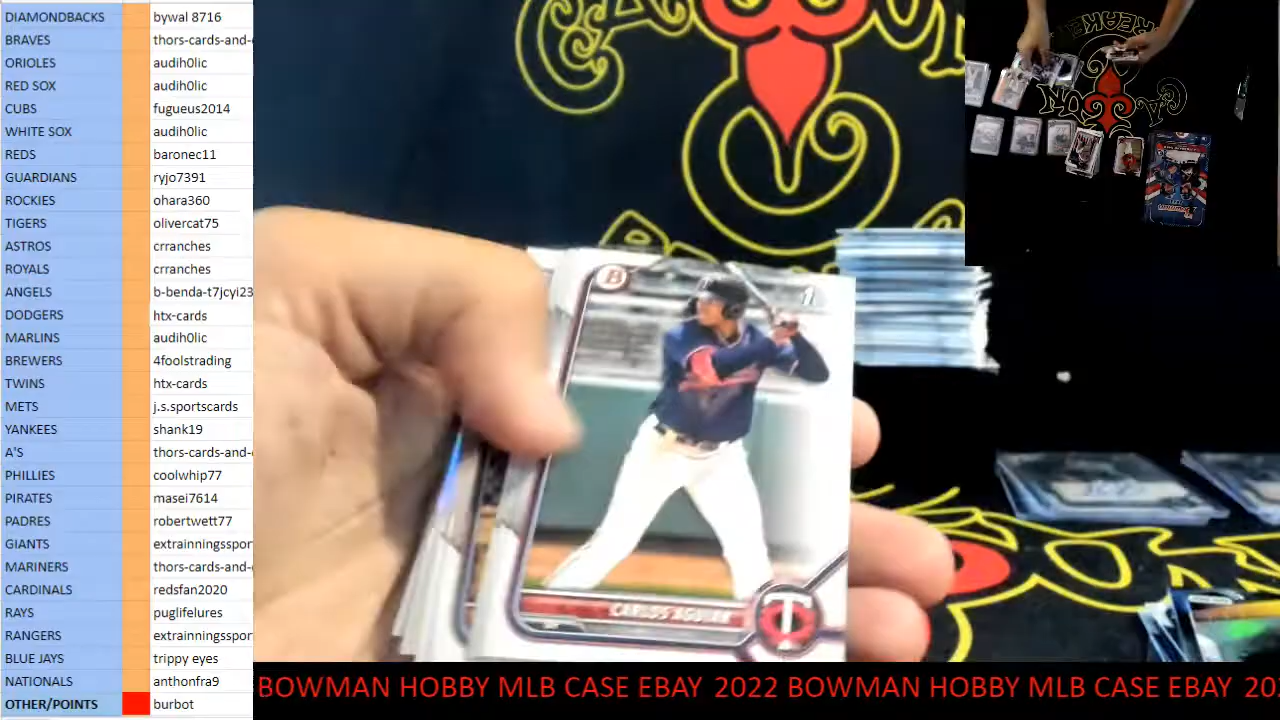 DIAMONDBACKS bywal 8716
BRAVES thors-cards-and-
ORIOLES audih0lic
RED SOX audih0lic
CUBS fugueus2014
WHITE SOX audih0lic
REDS baronec11
GUARDIANS ryjo7391
ROCKIES ohara360
TIGERS olivercat75
ASTROS crranches
ROYALS crranches
ANGELS b-benda-t7jcyi23
DODGERS htx-cards
MARLINS audih0lic
BREWERS 4foolstrading
TWINS htx-cards
METS j.s.sportscards
YANKEES shank19
A'S thors-cards-and-
PHILLIES coolwhip77
PIRATES masei7614
PADRES robertwett77
GIANTS extrainningsspor
MARINERS thors-cards-and-
CARDINALS redsfan2020
RAYS puglifelures
RANGERS extrainningsspor
BLUE JAYS trippy eyes
NATIONALS anthonfra9
OTHER/POINTS burbot
B
CARLOS AGUIAR
T
BOWMAN HOBBY MLB CASE EBAY 2022 BOWMAN HOBBY MLB CASE EBAY 20